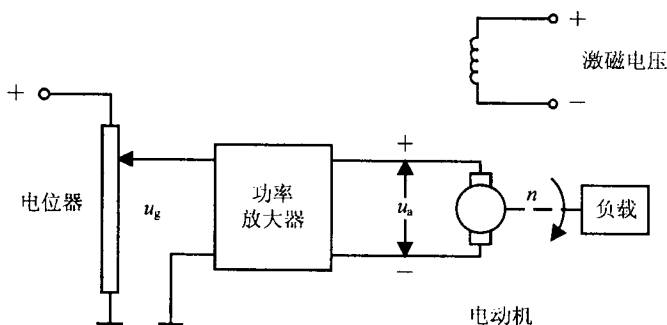 +
激磁电压
−
+
电位器
u_g
功率
放大器
+
u_a
−
n
负载
电动机